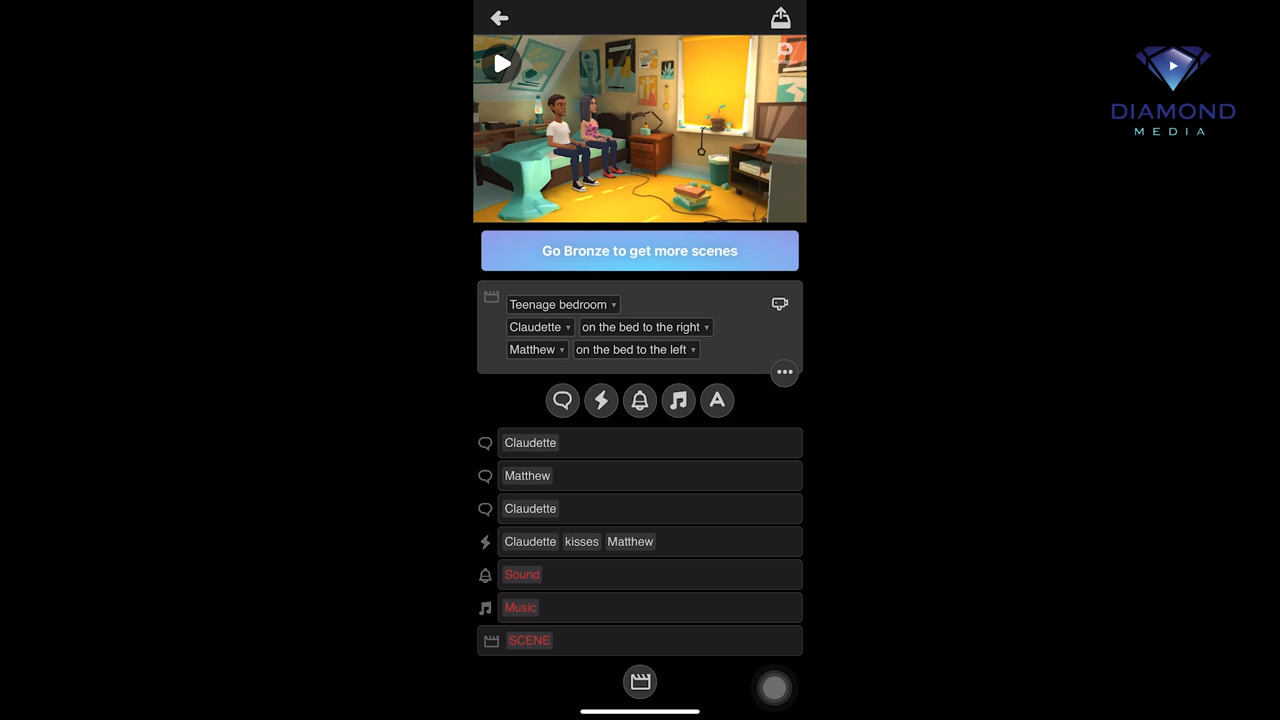 DIAMOND
MEDIA
Go Bronze to get more scenes
Teenage bedroom
Claudette on the bed to the right
Matthew on the bed to the left
A
Claudette
Matthew
Claudette
Claudette kisses Matthew
Sound
Music
SCENE